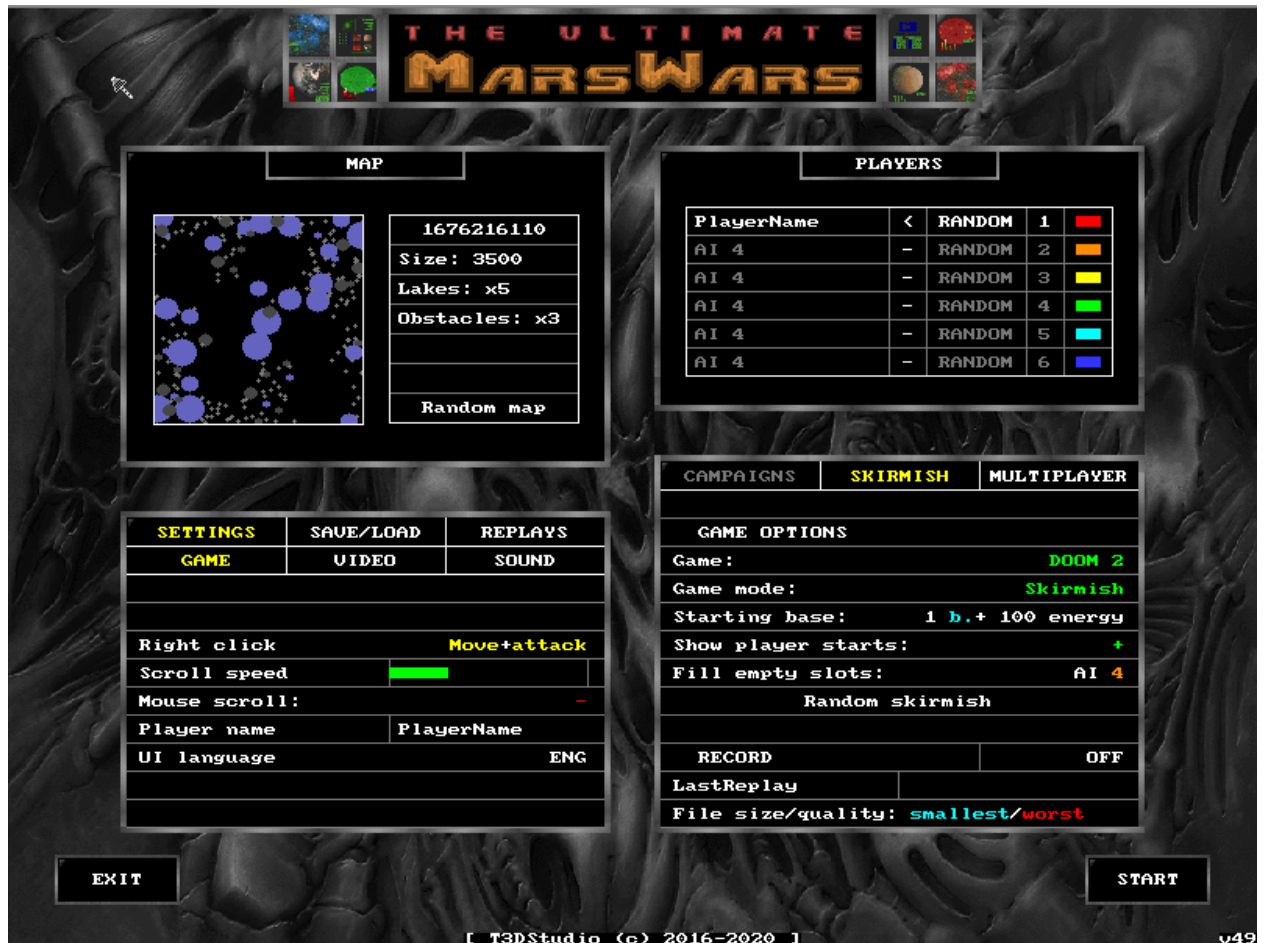 THE ULTIMATE
MARSWARS
MAP
1676216110
Size: 3500
Lakes: x5
Obstacles: x3
Random map
PLAYERS
PlayerName < RANDOM 1
AI 4 - RANDOM 2
AI 4 - RANDOM 3
AI 4 - RANDOM 4
AI 4 - RANDOM 5
AI 4 - RANDOM 6
SETTINGS SAVE/LOAD REPLAYS
GAME VIDEO SOUND
Right click Move+attack
Scroll speed
Mouse scroll: -
Player name PlayerName
UI language ENG
CAMPAIGNS SKIRMISH MULTIPLAYER
GAME OPTIONS
Game: DOOM 2
Game mode: Skirmish
Starting base: 1 b.+ 100 energy
Show player starts: +
Fill empty slots: AI 4
Random skirmish
RECORD OFF
LastReplay
File size/quality: smallest/worst
EXIT
START
[ T3DStudio (c) 2016-2020 ]
v49